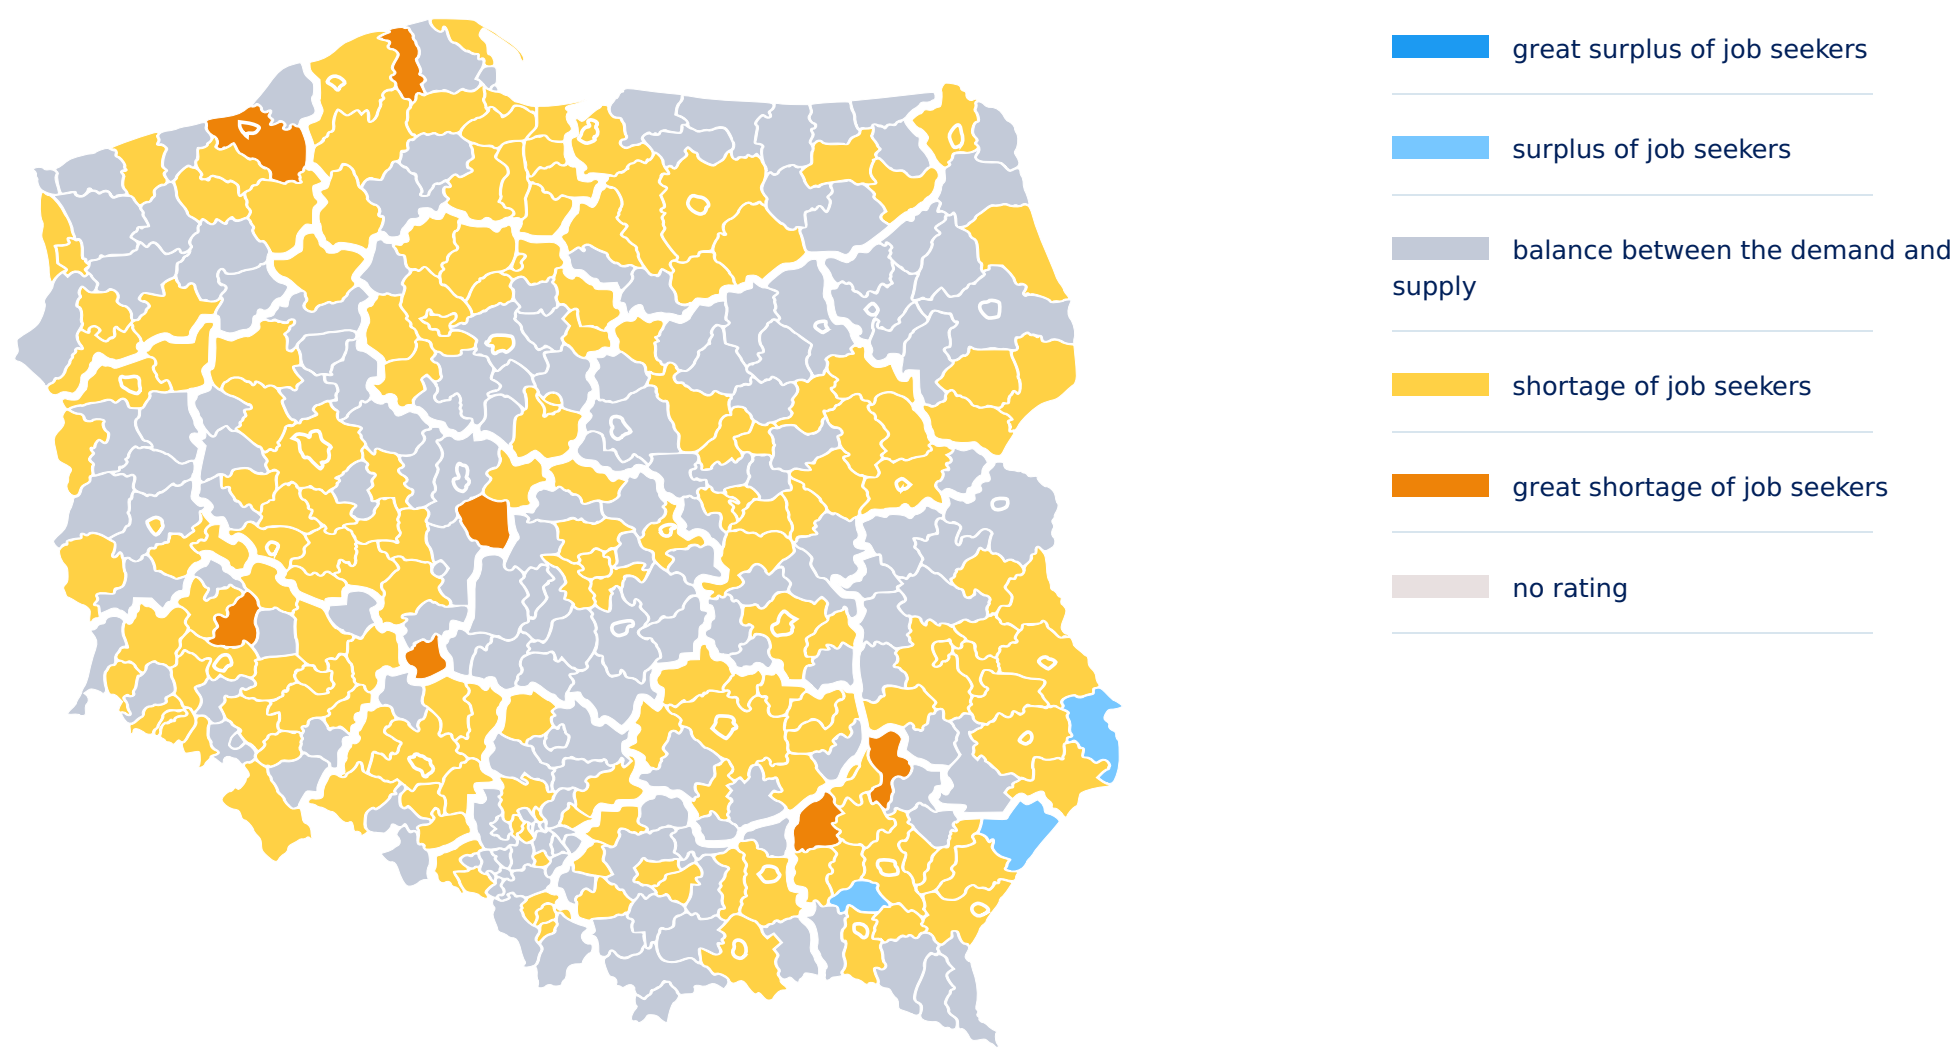 great surplus of job seekers
surplus of job seekers
balance between the demand and
supply
shortage of job seekers
great shortage of job seekers
no rating